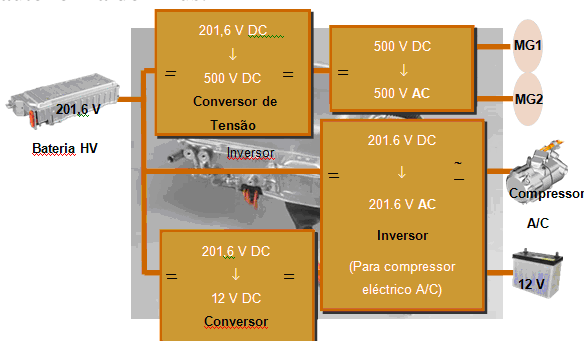 201,6 V
Bateria HV
201,6 V DC
↓
500 V DC
Conversor de
Tensão
= = =
500 V DC
↓
500 V AC
MG1
MG2
Inversor
201.6 V DC
↓
201.6 V AC
Inversor
(Para compressor
eléctrico A/C)
= ~
Compressor
A/C
201,6 V DC
↓
12 V DC
Conversor
= =
12 V